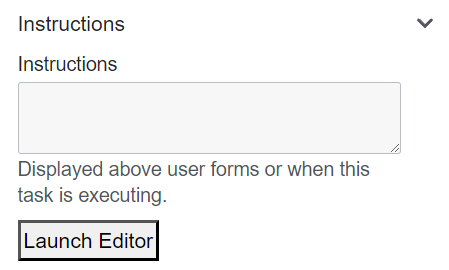 Instructions
Instructions
Displayed above user forms or when this
task is executing.
Launch Editor